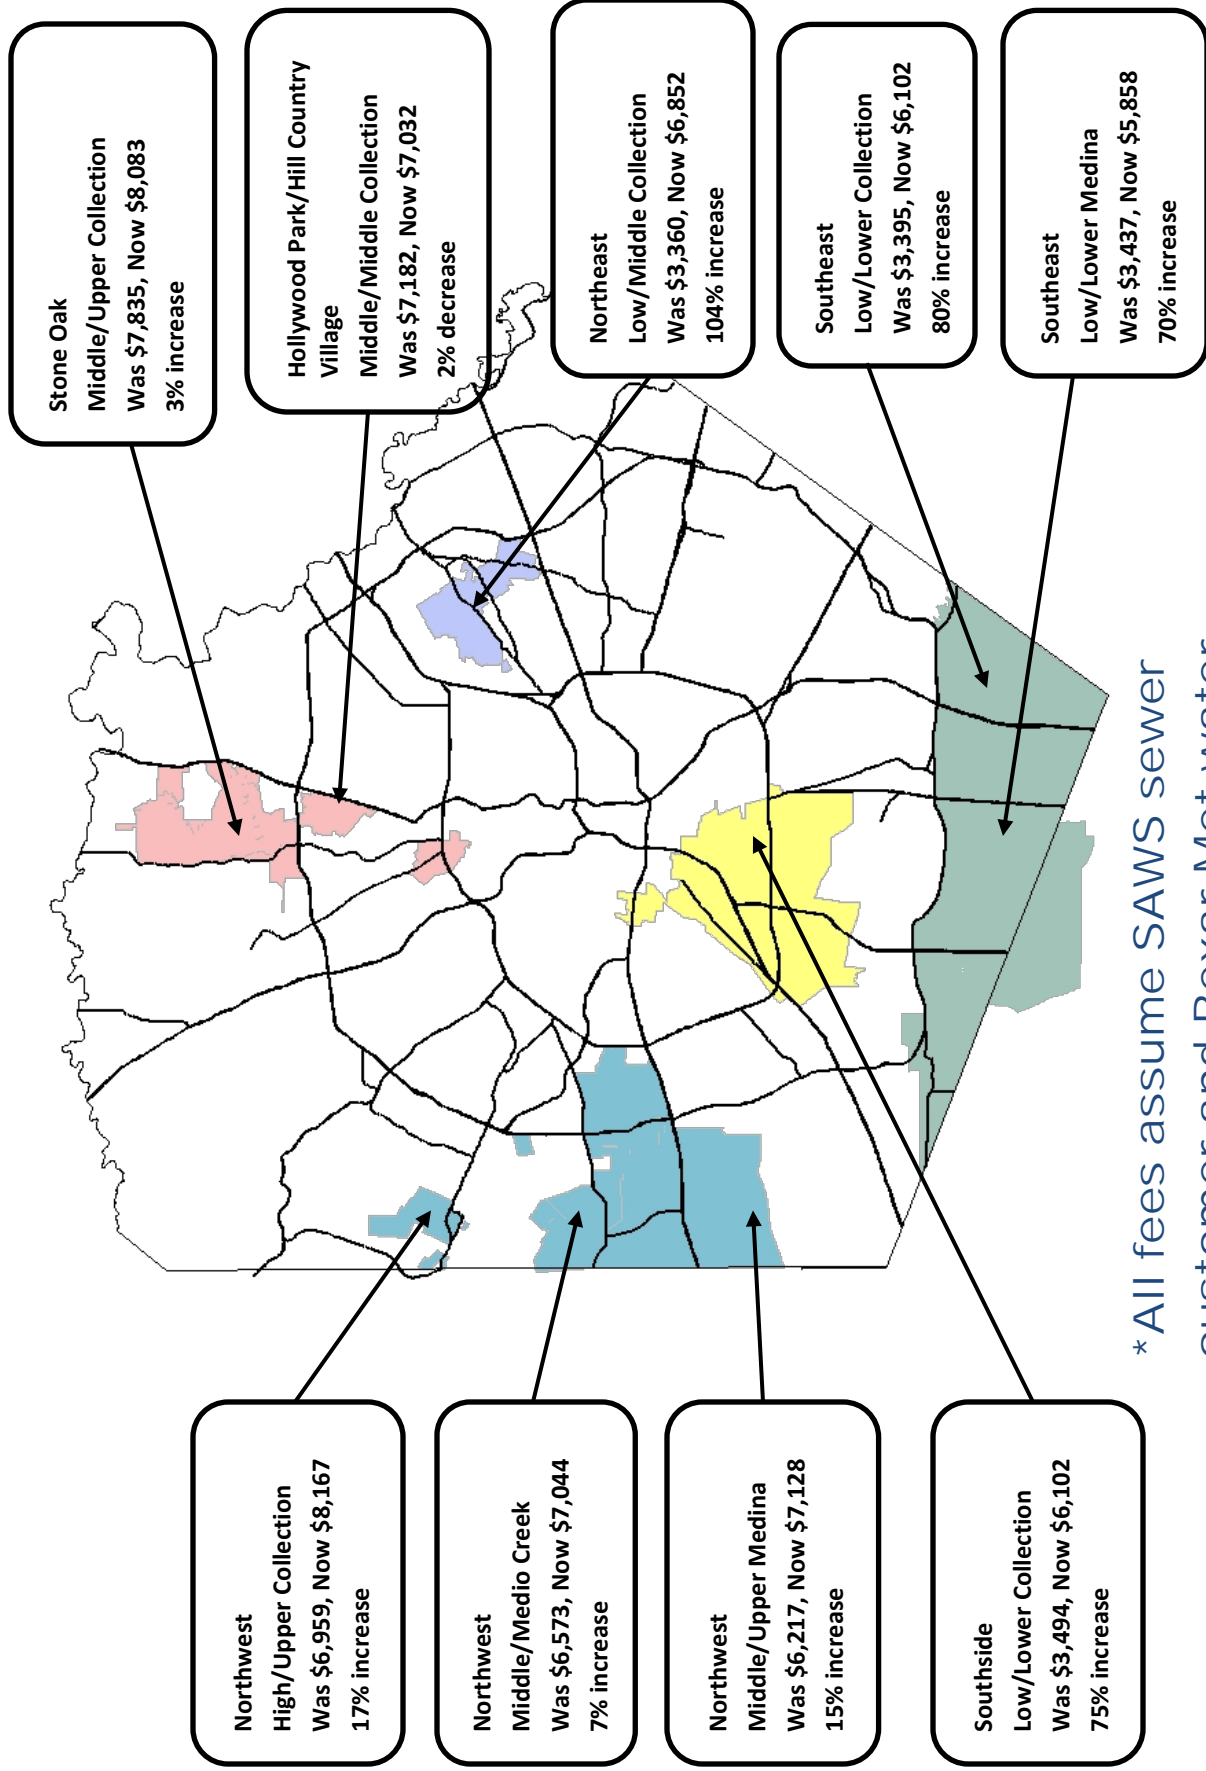 Northwest
High/Upper Collection
Was $6,959, Now $8,167
17% increase
Northwest
Middle/Medio Creek
Was $6,573, Now $7,044
7% increase
Northwest
Middle/Upper Medina
Was $6,217, Now $7,128
15% increase
Southside
Low/Lower Collection
Was $3,494, Now $6,102
75% increase
Stone Oak
Middle/Upper Collection
Was $7,835, Now $8,083
3% increase
Hollywood Park/Hill Country
Village
Middle/Middle Collection
Was $7,182, Now $7,032
2% decrease
Northeast
Low/Middle Collection
Was $3,360, Now $6,852
104% increase
Southeast
Low/Lower Collection
Was $3,395, Now $6,102
80% increase
Southeast
Low/Lower Medina
Was $3,437, Now $5,858
70% increase
*All fees assume SAWS sewer
customer and Bexar Met water